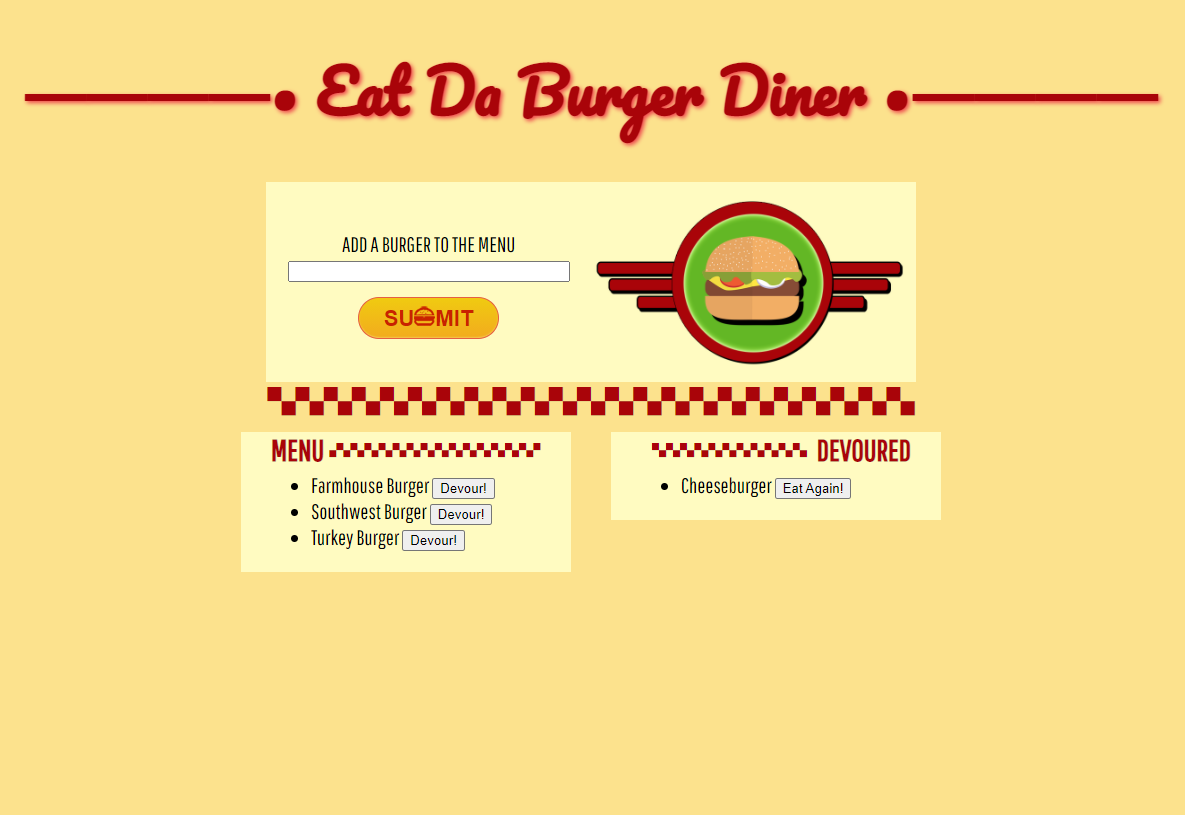 • Eat Da Burger Diner •
ADD A BURGER TO THE MENU
SUBMIT
MENU
Farmhouse Burger Devour!
Southwest Burger Devour!
Turkey Burger Devour!
DEVOURED
Cheeseburger Eat Again!